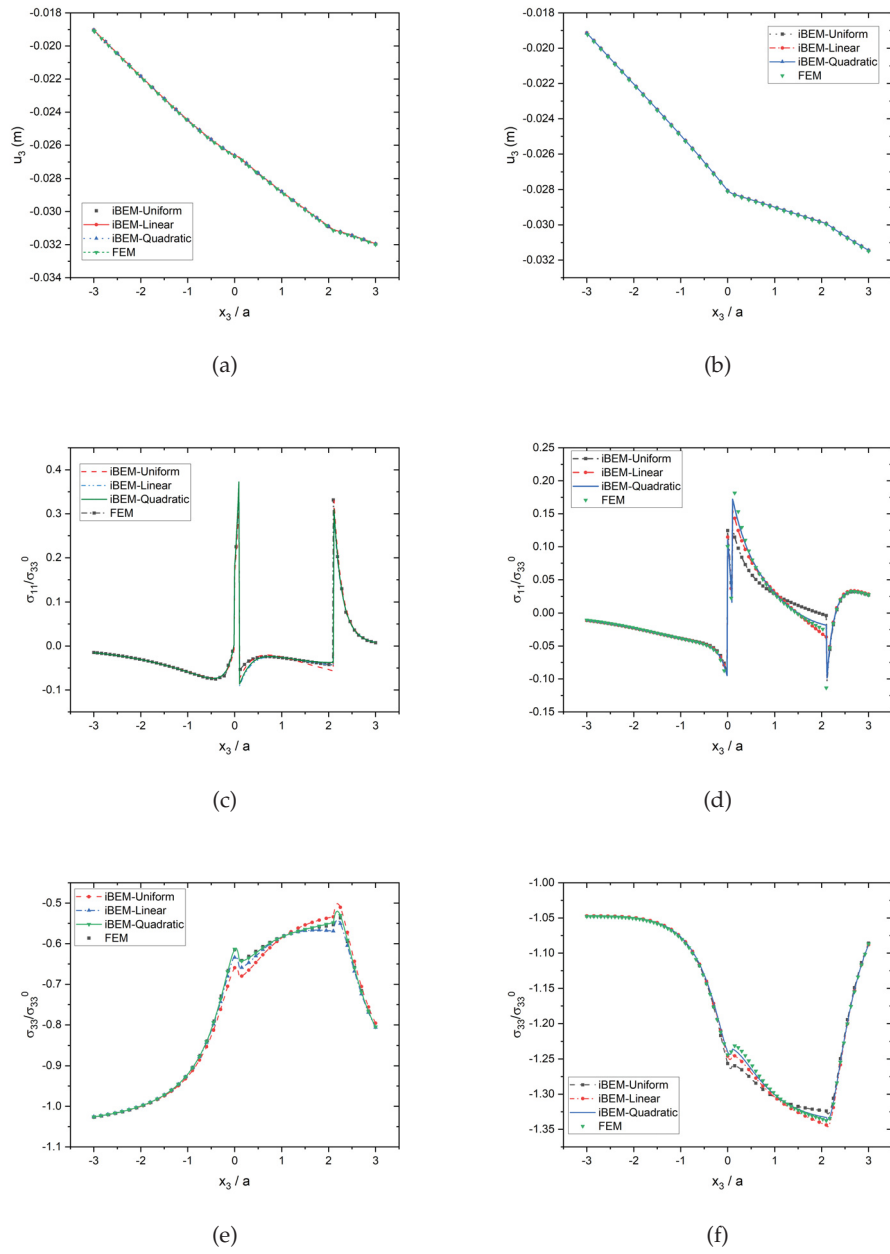 -0.018
-0.020
-0.022
-0.024
-0.026
-0.028
-0.030
-0.032
-0.034
u3 (m)
iBEM-Uniform
iBEM-Linear
iBEM-Quadratic
FEM
-3 -2 -1 0 1 2 3
x3 / a
(a)
-0.018
-0.020
-0.022
-0.024
-0.026
-0.028
-0.030
-0.032
u3 (m)
iBEM-Uniform
iBEM-Linear
iBEM-Quadratic
FEM
-3 -2 -1 0 1 2 3
x3 / a
(b)
0.4
0.3
0.2
0.1
0.0
-0.1
σ11/σ33^0
iBEM-Uniform
iBEM-Linear
iBEM-Quadratic
FEM
-3 -2 -1 0 1 2 3
x3 / a
(c)
0.25
0.20
0.15
0.10
0.05
0.00
-0.05
-0.10
-0.15
σ11/σ33^0
iBEM-Uniform
iBEM-Linear
iBEM-Quadratic
FEM
-3 -2 -1 0 1 2 3
x3 / a
(d)
-0.5
-0.6
-0.7
-0.8
-0.9
-1.0
-1.1
σ33/σ33^0
iBEM-Uniform
iBEM-Linear
iBEM-Quadratic
FEM
-3 -2 -1 0 1 2 3
x3 / a
(e)
-1.00
-1.05
-1.10
-1.15
-1.20
-1.25
-1.30
-1.35
σ33/σ33^0
iBEM-Uniform
iBEM-Linear
iBEM-Quadratic
FEM
-3 -2 -1 0 1 2 3
x3 / a
(f)